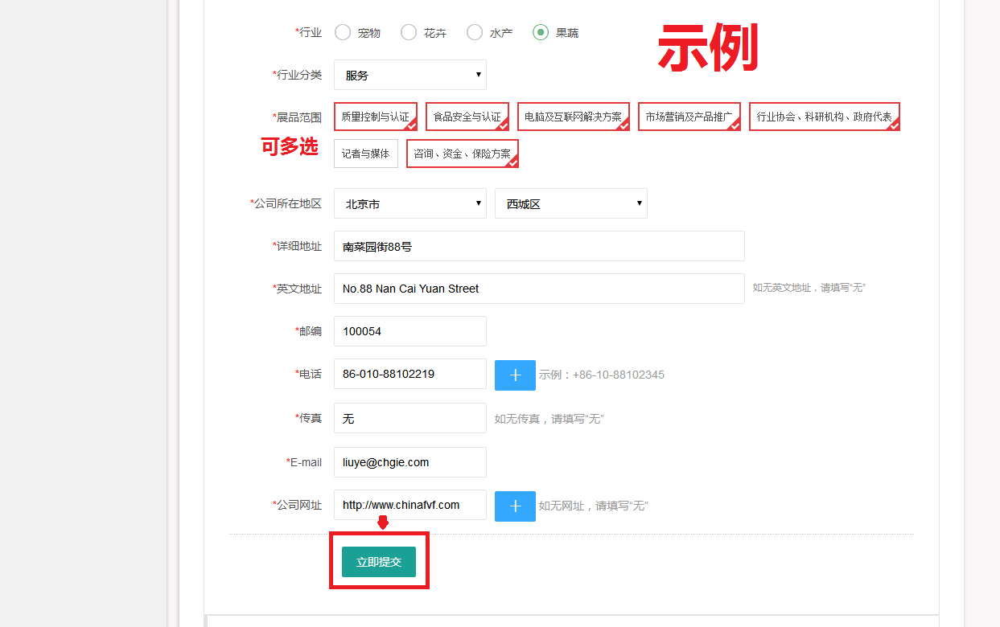 *行业 宠物 花卉 水产 果蔬
示例
*行业分类 服务
*展品范围 质量控制与认证 食品安全与认证 电脑及互联网解决方案 市场营销及产品推广 行业协会、科研机构、政府代表
可多选 记者与媒体 咨询、资金、保险方案
*公司所在地区 北京市 西城区
*详细地址 南菜园街88号
*英文地址 No.88 Nan Cai Yuan Street 如无英文地址，请填写“无”
*邮编 100054
*电话 86-010-88102219 + 示例：+86-10-88102345
*传真 无 如无传真，请填写“无”
*E-mail liuye@chgie.com
*公司网址 http://www.chinafvf.com + 如无网址，请填写“无”
立即提交